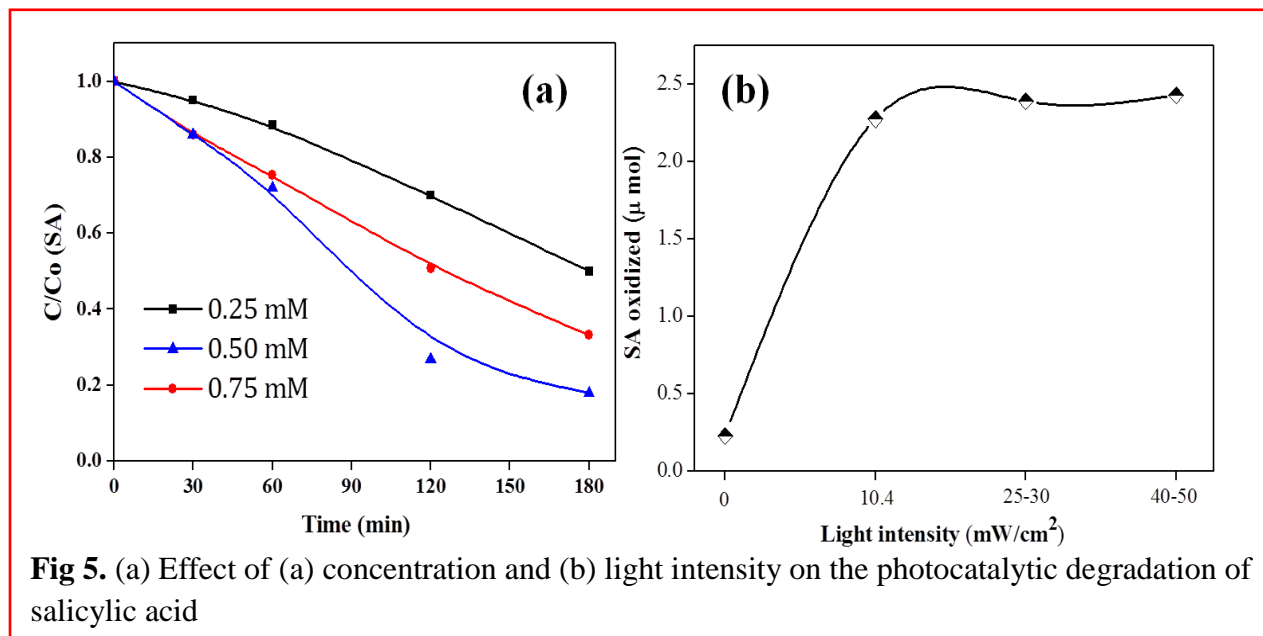 (a)
1.0
0.8
0.6
0.4
0.2
0.0
C/Co (SA)
0.25 mM
0.50 mM
0.75 mM
0 30 60 90 120 150 180
Time (min)
(b)
2.5
2.0
1.5
1.0
0.5
0.0
SA oxidized (μ mol)
0 10.4 25-30 40-50
Light intensity (mW/cm²)
Fig 5. (a) Effect of (a) concentration and (b) light intensity on the photocatalytic degradation of
salicylic acid